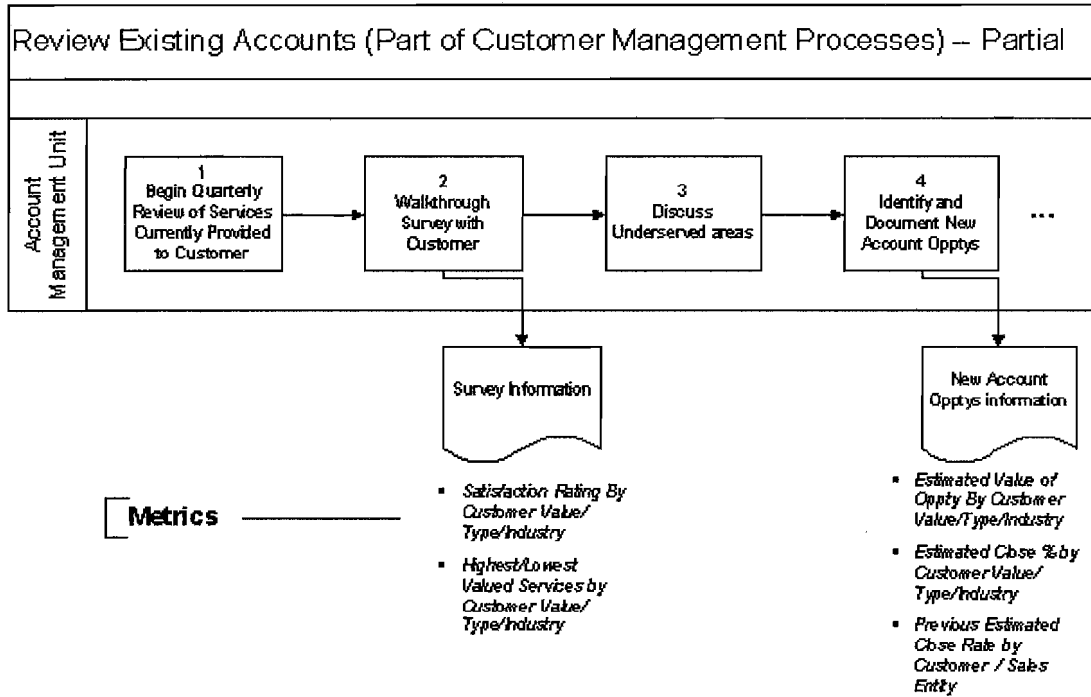 Review Existing Accounts (Part of Customer Management Processes) -- Partial
Account
Management Unit
1
Begin Quarterly
Review of Services
Currently Provided
to Customer
2
Walkthrough
Survey with
Customer
3
Discuss
Underserved areas
4
Identify and
Document New
Account Opptys
...
Survey Information
New Account
Opptys information
Metrics
▪ Satisfaction Rating By
Customer Value/
Type/Industry
▪ Highest/Lowest
Valued Services by
Customer Value/
Type/Industry
▪ Estimated Value of
Oppty By Customer
Value/Type/Industry
▪ Estimated Close % by
Customer Value/
Type/Industry
▪ Previous Estimated
Close Rate by
Customer / Sales
Entity